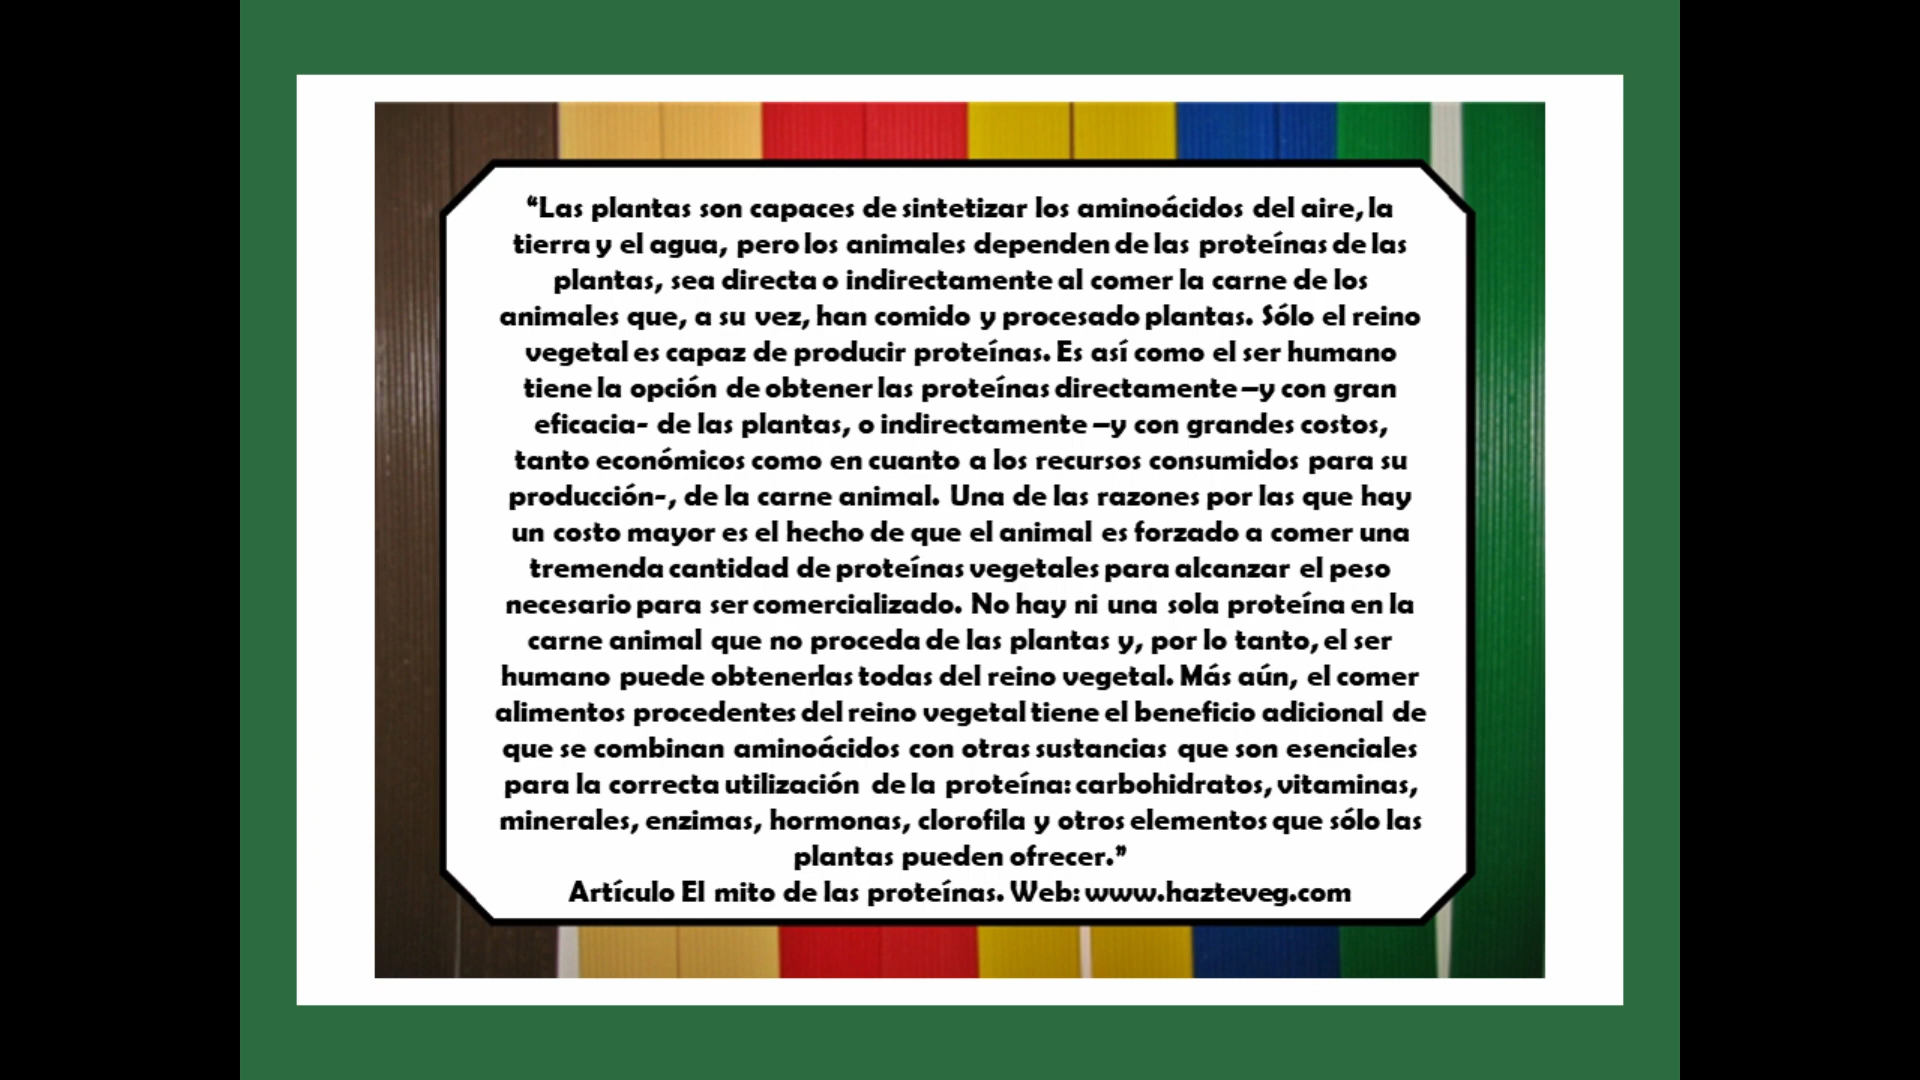 “Las plantas son capaces de sintetizar los aminoácidos del aire, la
tierra y el agua, pero los animales dependen de las proteínas de las
plantas, sea directa o indirectamente al comer la carne de los
animales que, a su vez, han comido y procesado plantas. Sólo el reino
vegetal es capaz de producir proteínas. Es así como el ser humano
tiene la opción de obtener las proteínas directamente –y con gran
eficacia- de las plantas, o indirectamente –y con grandes costos,
tanto económicos como en cuanto a los recursos consumidos para su
producción-, de la carne animal. Una de las razones por las que hay
un costo mayor es el hecho de que el animal es forzado a comer una
tremenda cantidad de proteínas vegetales para alcanzar el peso
necesario para ser comercializado. No hay ni una sola proteína en la
carne animal que no proceda de las plantas y, por lo tanto, el ser
humano puede obtenerlas todas del reino vegetal. Más aún, el comer
alimentos procedentes del reino vegetal tiene el beneficio adicional de
que se combinan aminoácidos con otras sustancias que son esenciales
para la correcta utilización de la proteína: carbohidratos, vitaminas,
minerales, enzimas, hormonas, clorofila y otros elementos que sólo las
plantas pueden ofrecer.”
Artículo El mito de las proteínas. Web: www.hazteveg.com